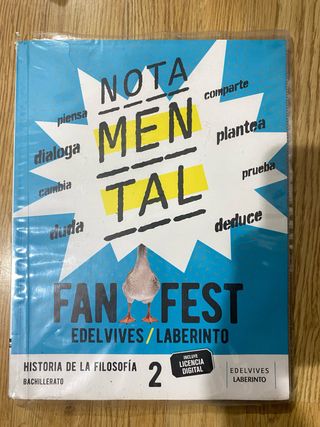 NOTA
MEN
TAL
piensa
dialoga
cambia
duda
comparte
plantea
prueba
deduce
FAN FEST
EDELVIVES/LABERINTO
INCLUYE
LICENCIA
DIGITAL
HISTORIA DE LA FILOSOFÍA 2
BACHILLERATO
EDELVIVES
LABERINTO